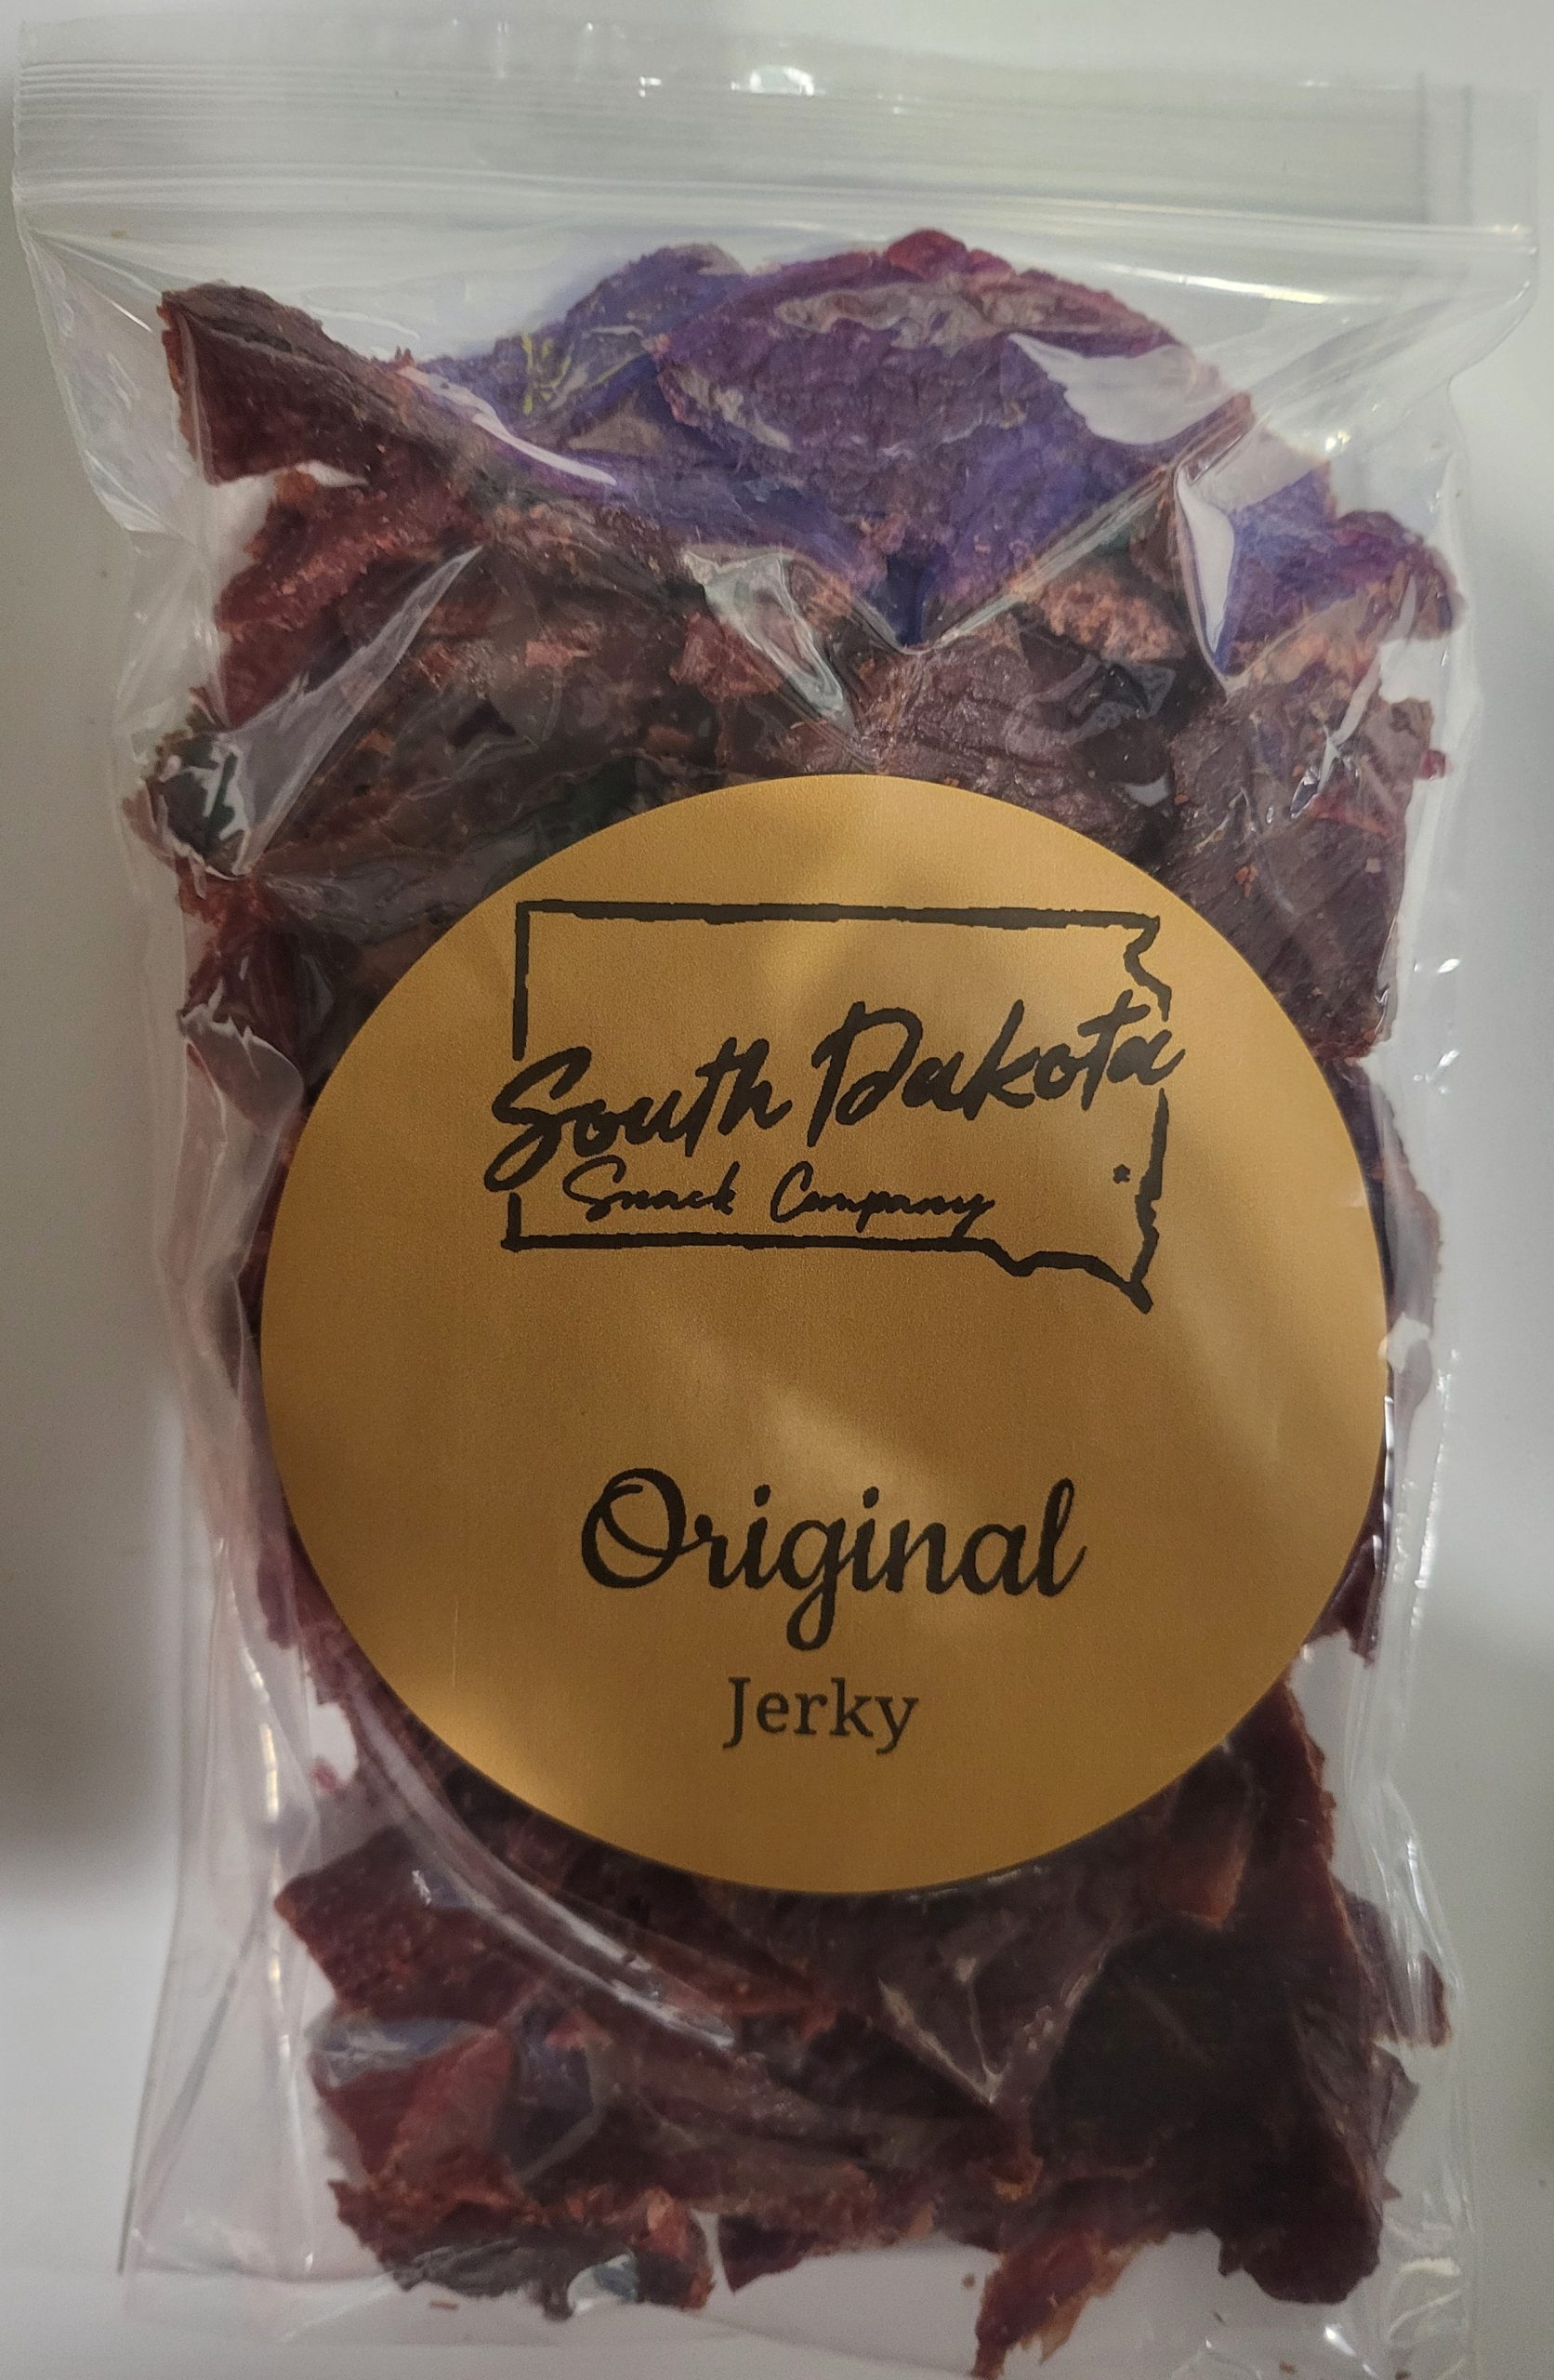 South Dakota
Snack Company
Original
Jerky